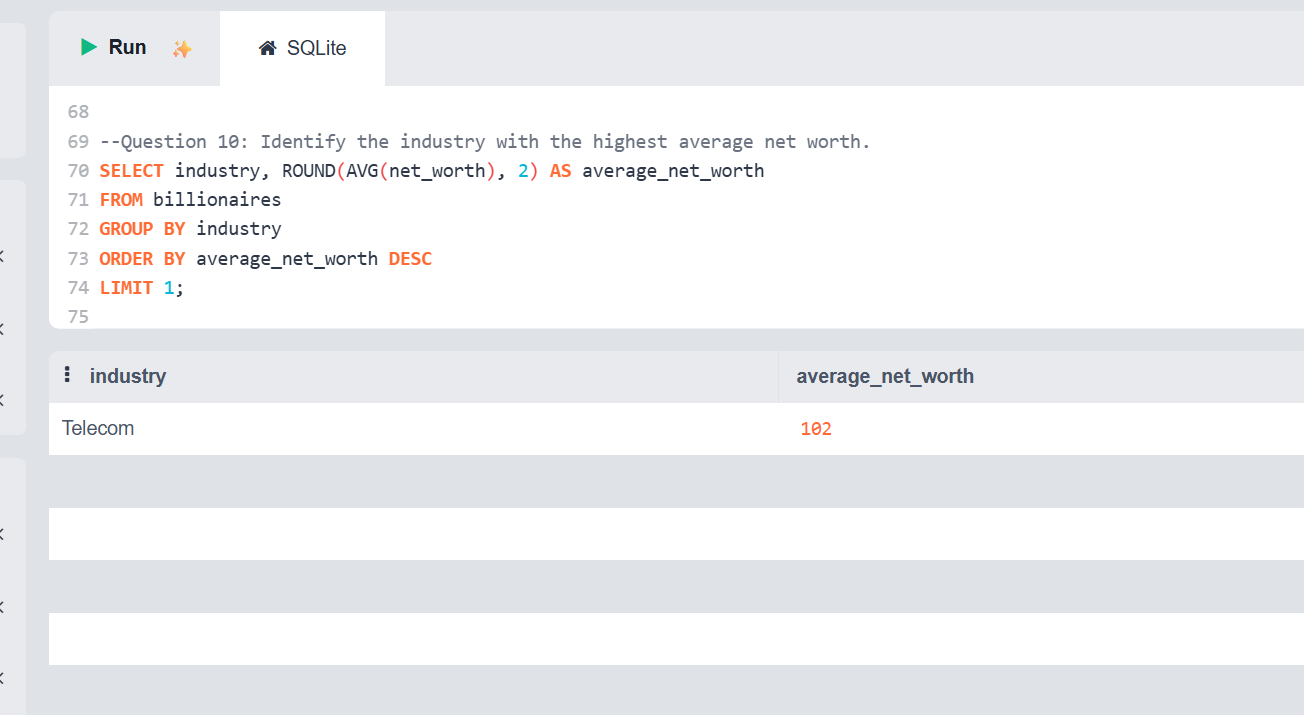 Run
SQLite
68
69 --Question 10: Identify the industry with the highest average net worth.
70 SELECT industry, ROUND(AVG(net_worth), 2) AS average_net_worth
71 FROM billionaires
72 GROUP BY industry
73 ORDER BY average_net_worth DESC
74 LIMIT 1;
75
industry average_net_worth
Telecom 102